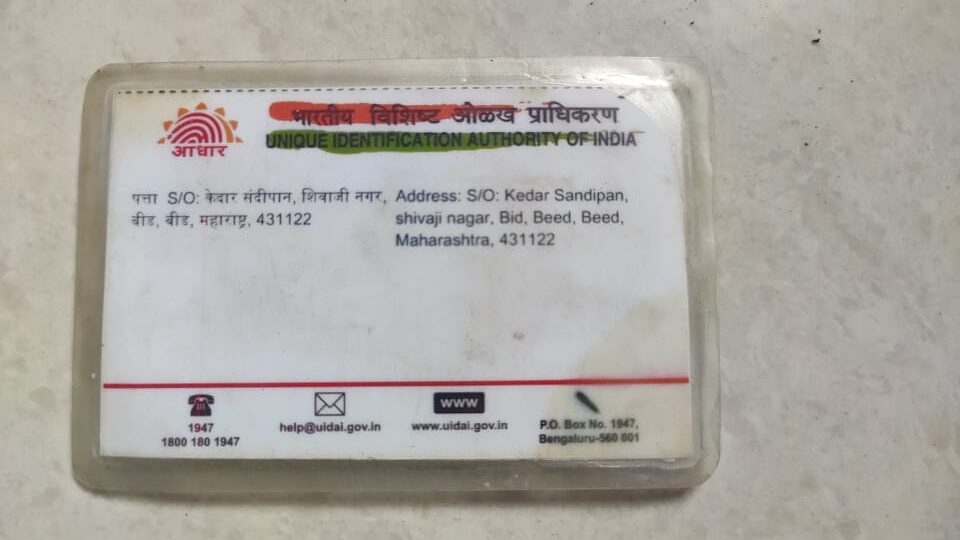 भारतीय विशिष्ट ओळख प्राधिकरण
UNIQUE IDENTIFICATION AUTHORITY OF INDIA
आधार
पत्ता S/O: केदार संदीपान, शिवाजी नगर,
बीड, बीड, महाराष्ट्र, 431122
Address: S/O: Kedar Sandipan,
shivaji nagar, Bid, Beed, Beed,
Maharashtra, 431122
1947
1800 180 1947
help@uidai.gov.in
www
www.uidai.gov.in
P.O. Box No. 1947,
Bengaluru-560 001